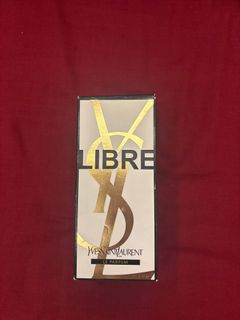 LIBRE
YVES SAINT LAURENT
LE PARFUM